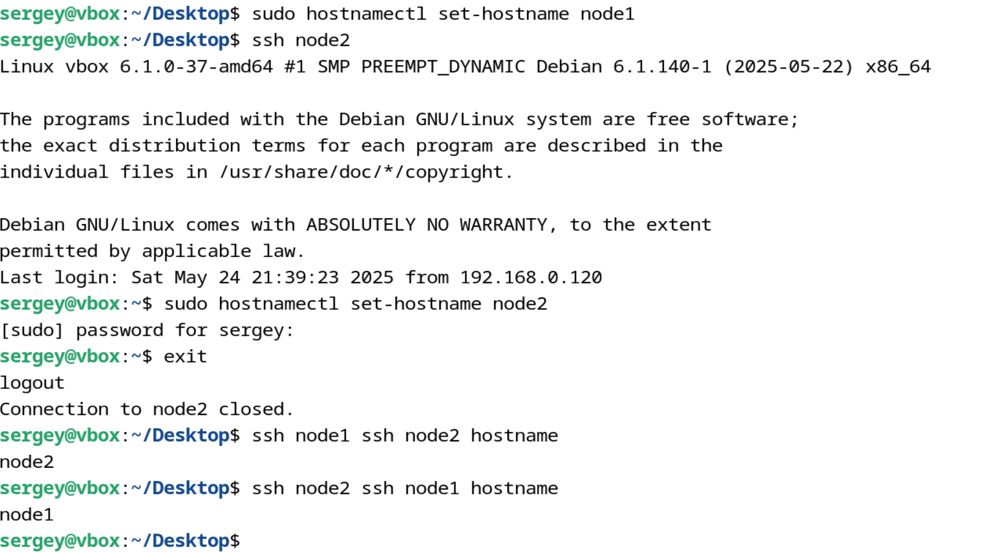 sergey@vbox:~/Desktop$ sudo hostnamectl set-hostname node1
sergey@vbox:~/Desktop$ ssh node2
Linux vbox 6.1.0-37-amd64 #1 SMP PREEMPT_DYNAMIC Debian 6.1.140-1 (2025-05-22) x86_64

The programs included with the Debian GNU/Linux system are free software;
the exact distribution terms for each program are described in the
individual files in /usr/share/doc/*/copyright.

Debian GNU/Linux comes with ABSOLUTELY NO WARRANTY, to the extent
permitted by applicable law.
Last login: Sat May 24 21:39:23 2025 from 192.168.0.120
sergey@vbox:~$ sudo hostnamectl set-hostname node2
[sudo] password for sergey:
sergey@vbox:~$ exit
logout
Connection to node2 closed.
sergey@vbox:~/Desktop$ ssh node1 ssh node2 hostname
node2
sergey@vbox:~/Desktop$ ssh node2 ssh node1 hostname
node1
sergey@vbox:~/Desktop$